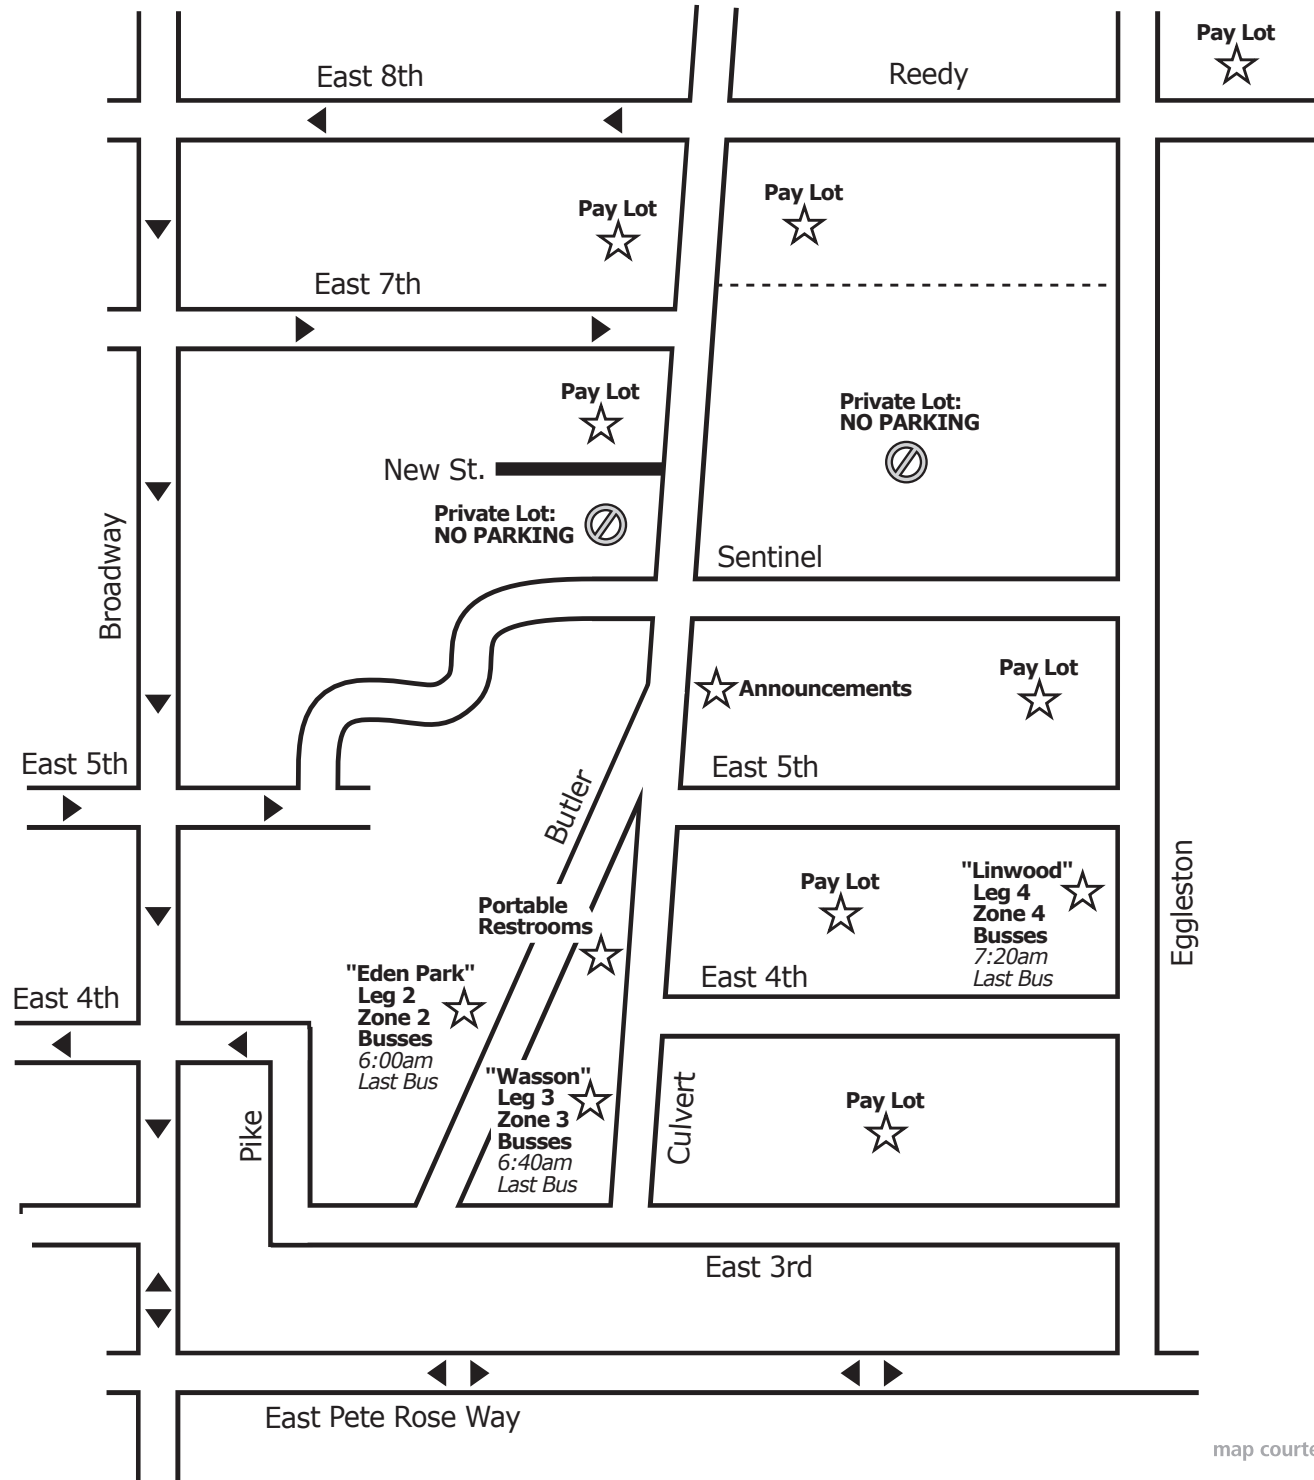 Pay Lot
East 8th
Reedy
Pay Lot
Pay Lot
East 7th
Pay Lot
Private Lot:
NO PARKING
New St.
Private Lot:
NO PARKING
Broadway
Sentinel
Pay Lot
Announcements
East 5th
East 5th
Butler
"Linwood"
Leg 4
Zone 4
Busses
7:20am
Last Bus
Pay Lot
Eggleston
Portable
Restrooms
East 4th
"Eden Park"
Leg 2
Zone 2
Busses
6:00am
Last Bus
East 4th
"Wasson"
Leg 3
Zone 3
Busses
6:40am
Last Bus
Culvert
Pay Lot
Pike
East 3rd
East Pete Rose Way
map courte